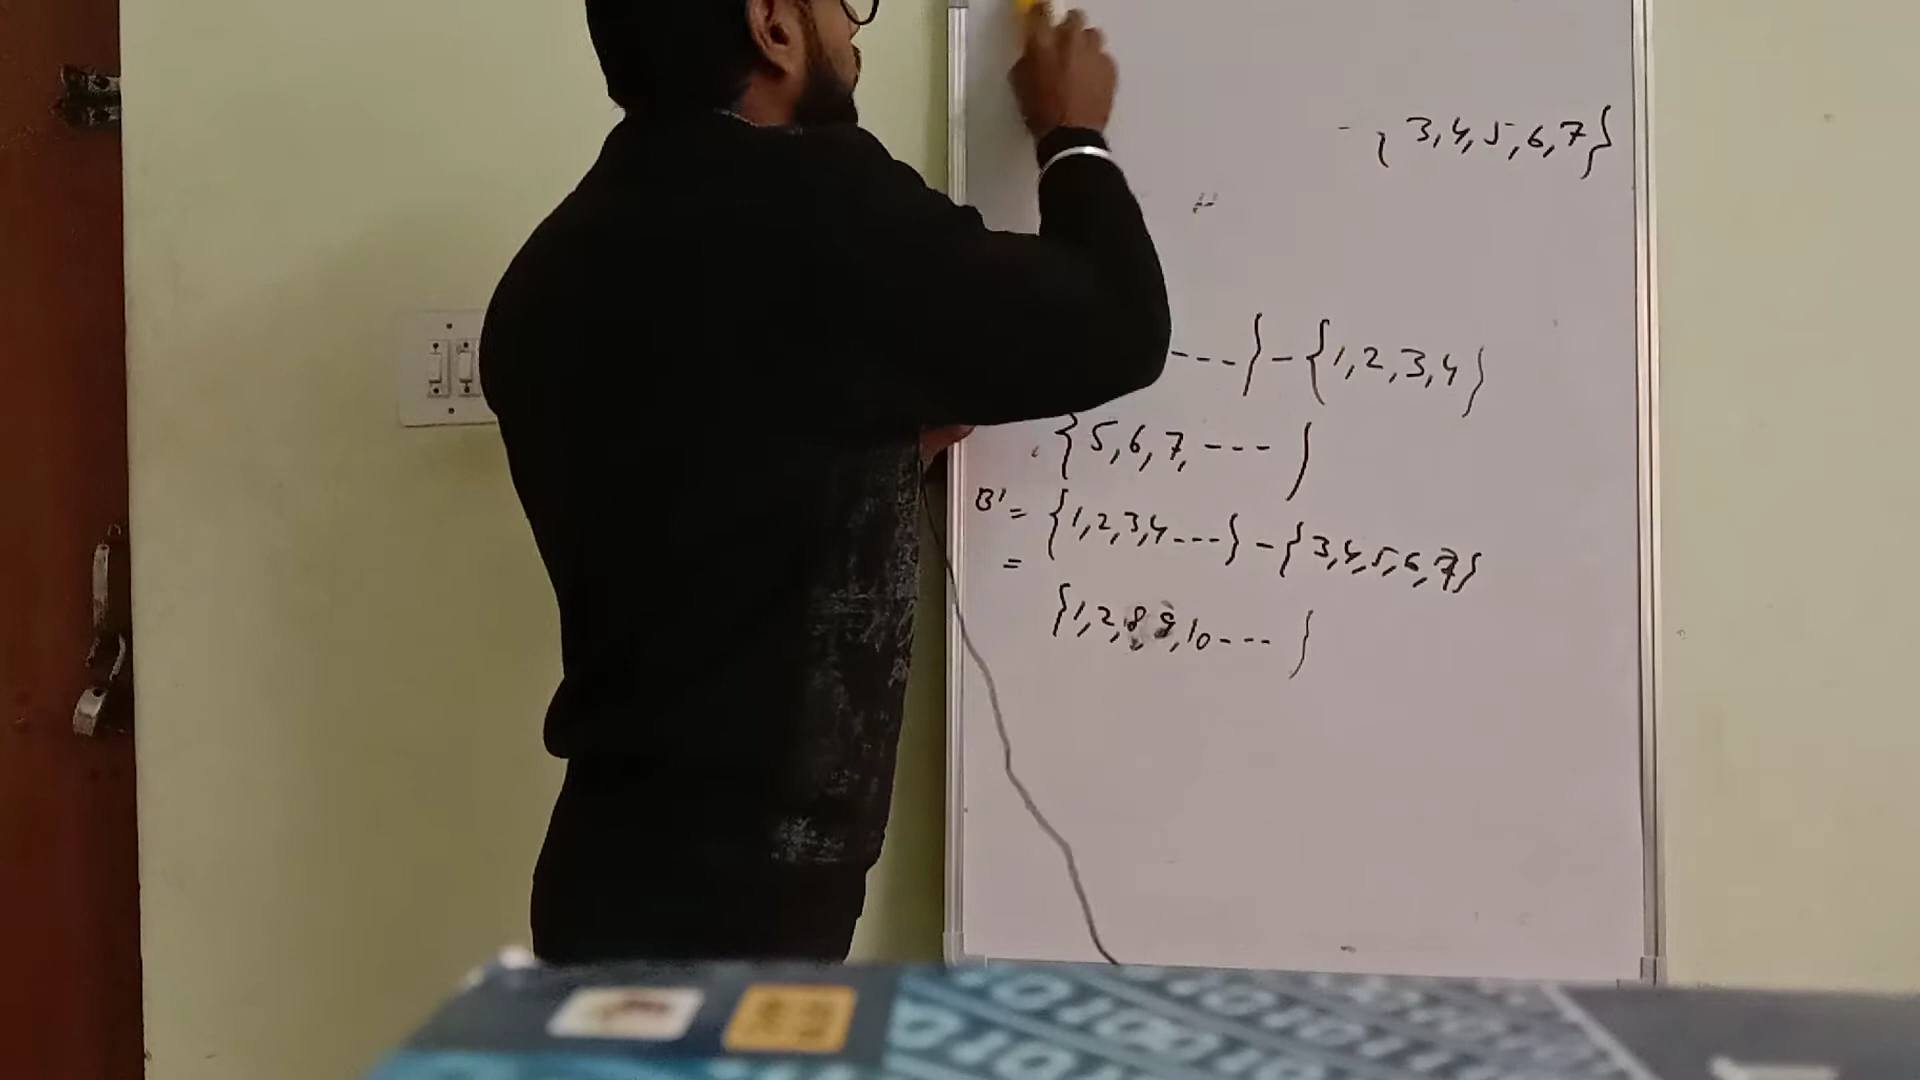 - { 3,4,5,6,7}
---} - {1,2,3,4}
{5,6,7, --- }
B' = {1,2,3,4---} - {3,4,5,6,7}
=
{1,2,8,9,10--- }